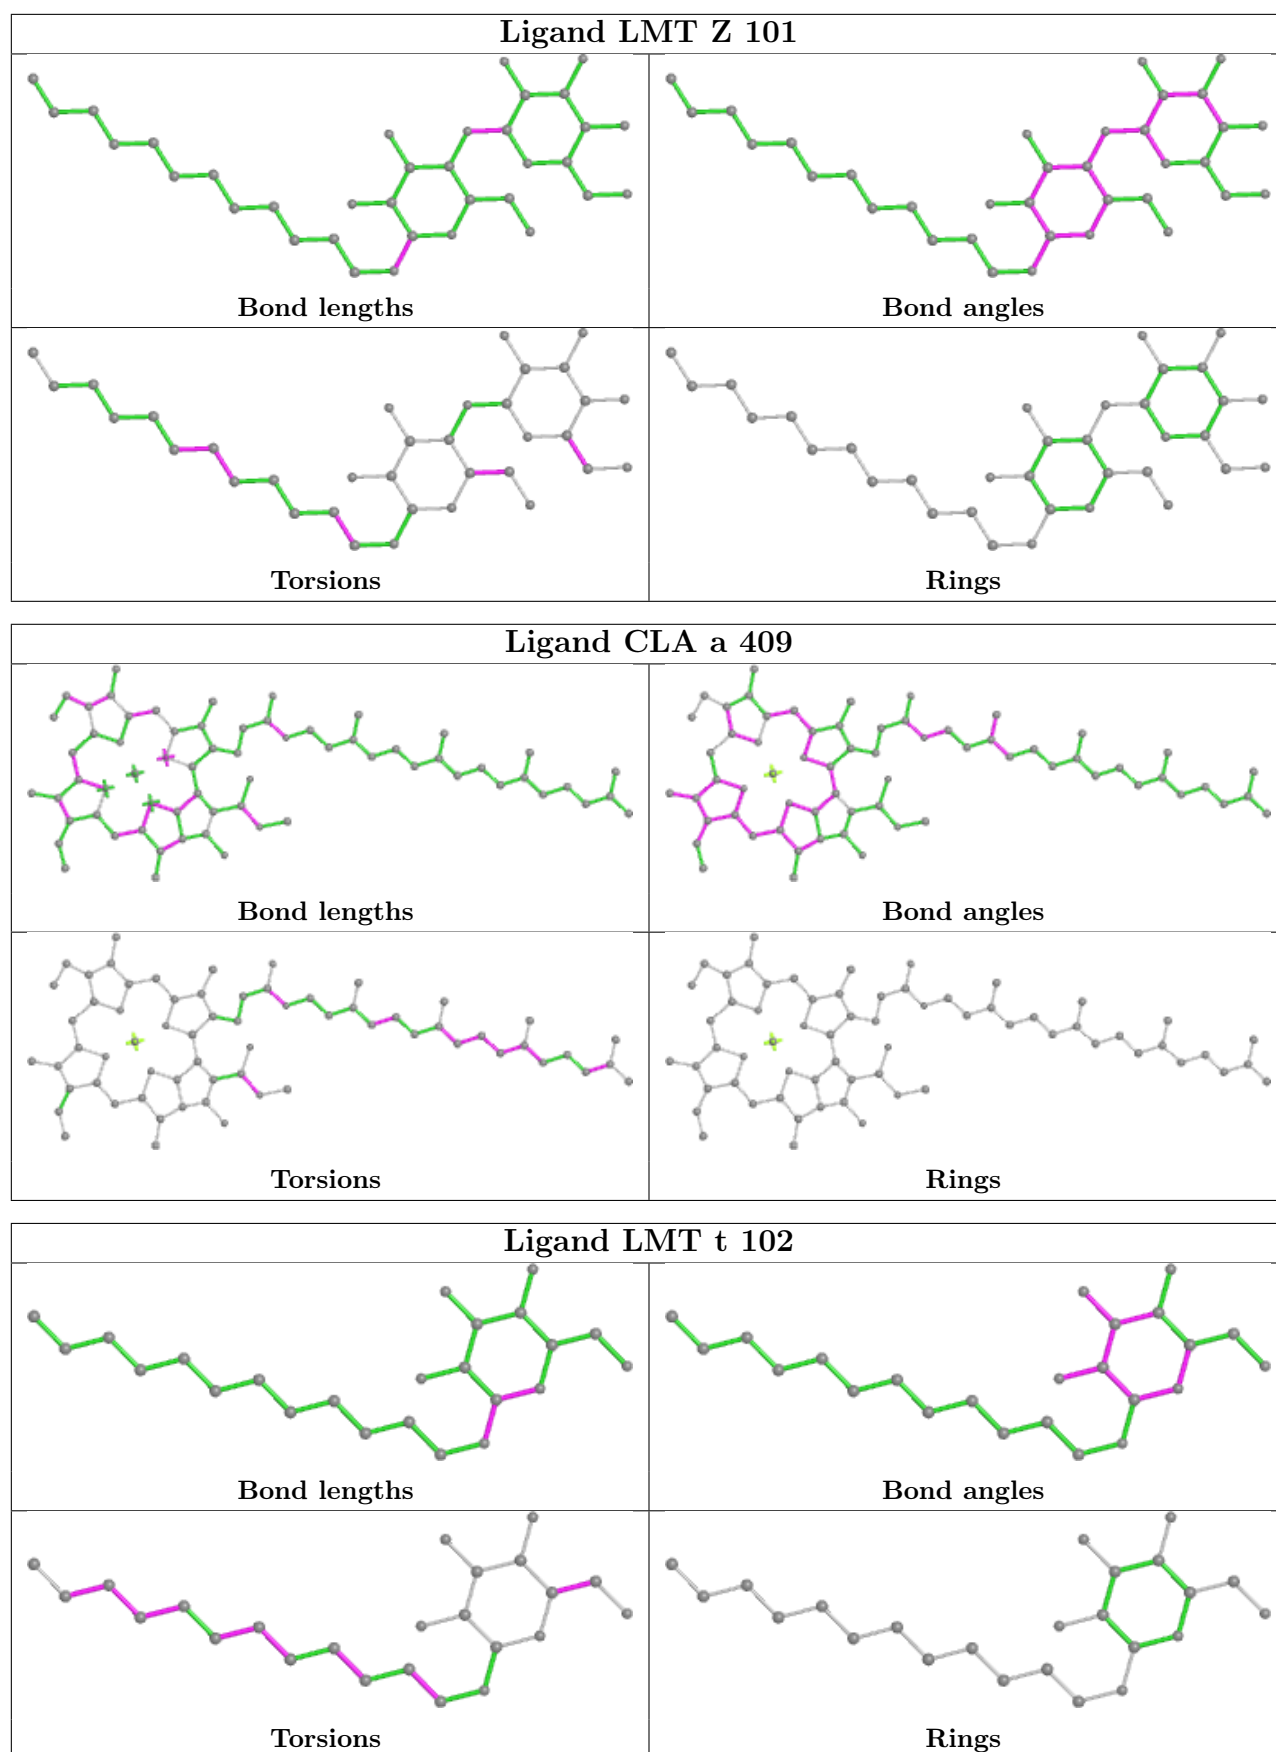 Ligand LMT Z 101
Bond lengths
Bond angles
Torsions
Rings
Ligand CLA a 409
Bond lengths
Bond angles
Torsions
Rings
Ligand LMT t 102
Bond lengths
Bond angles
Torsions
Rings